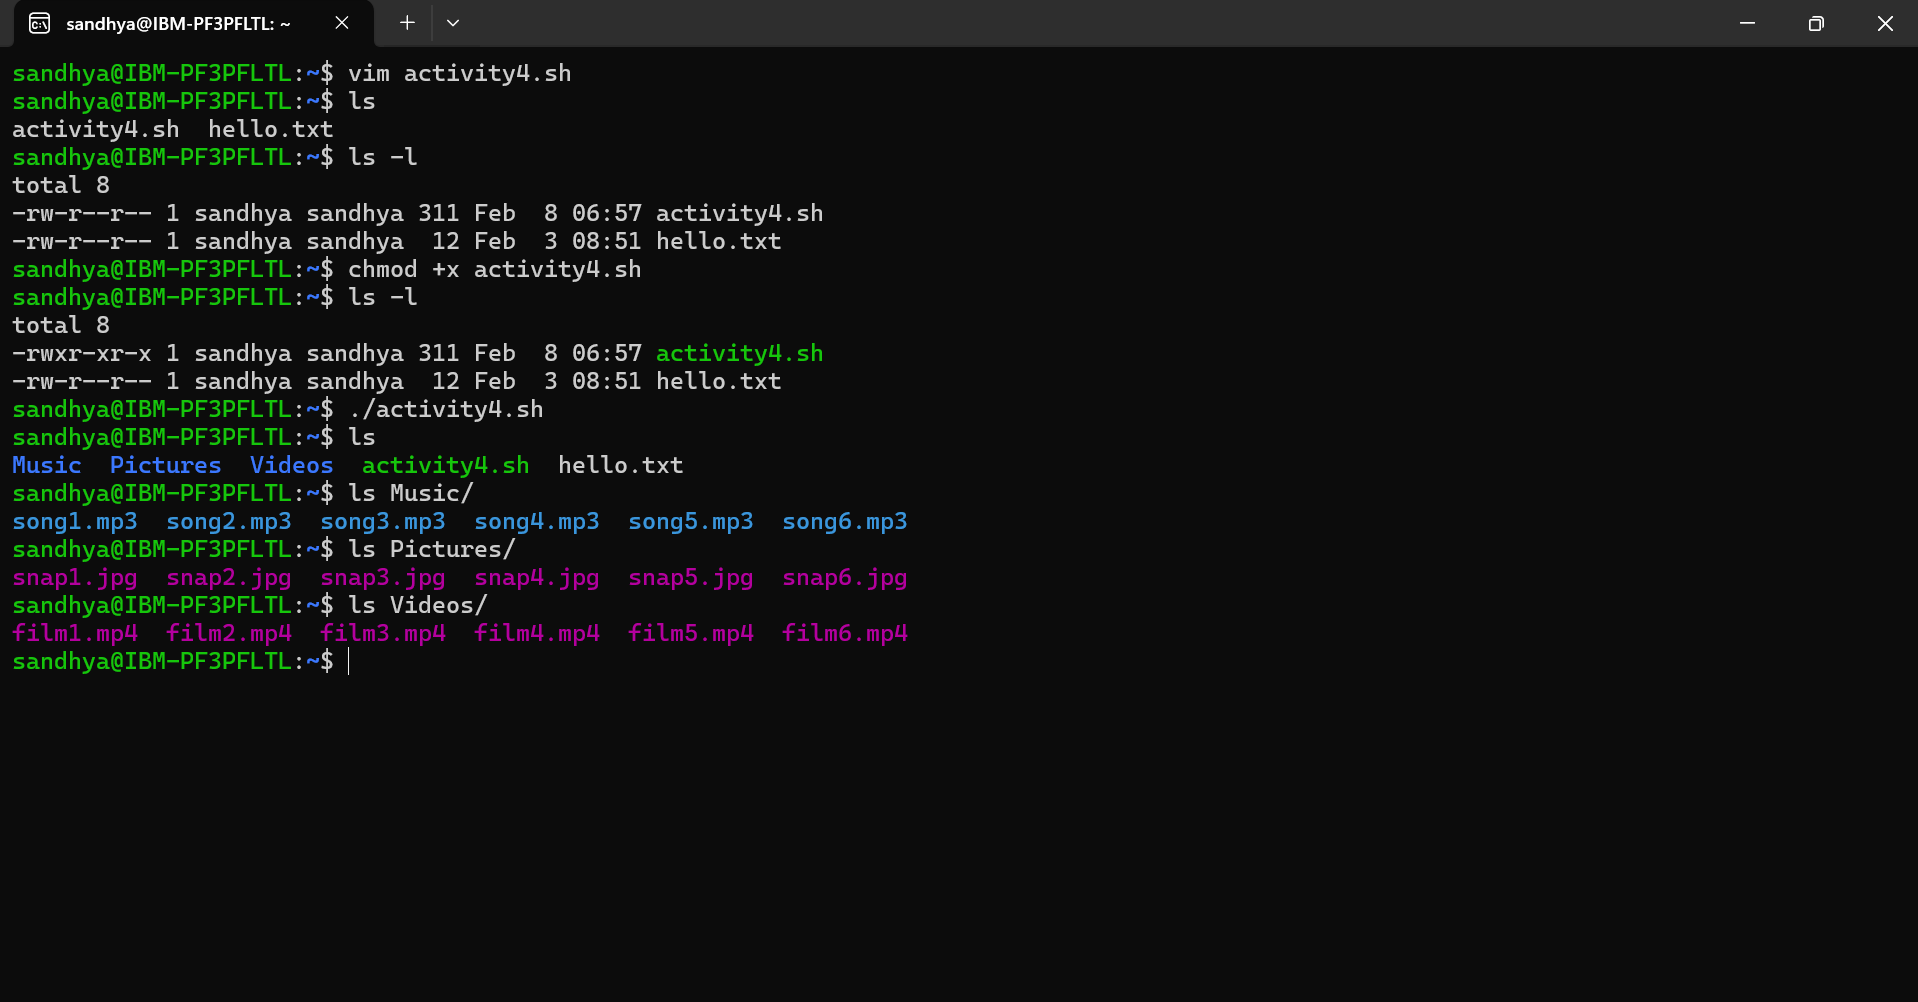 sandhya@IBM-PF3PFLTL: ~
sandhya@IBM-PF3PFLTL:~$ vim activity4.sh
sandhya@IBM-PF3PFLTL:~$ ls
activity4.sh  hello.txt
sandhya@IBM-PF3PFLTL:~$ ls -l
total 8
-rw-r--r-- 1 sandhya sandhya 311 Feb  8 06:57 activity4.sh
-rw-r--r-- 1 sandhya sandhya  12 Feb  3 08:51 hello.txt
sandhya@IBM-PF3PFLTL:~$ chmod +x activity4.sh
sandhya@IBM-PF3PFLTL:~$ ls -l
total 8
-rwxr-xr-x 1 sandhya sandhya 311 Feb  8 06:57 activity4.sh
-rw-r--r-- 1 sandhya sandhya  12 Feb  3 08:51 hello.txt
sandhya@IBM-PF3PFLTL:~$ ./activity4.sh
sandhya@IBM-PF3PFLTL:~$ ls
Music  Pictures  Videos  activity4.sh  hello.txt
sandhya@IBM-PF3PFLTL:~$ ls Music/
song1.mp3  song2.mp3  song3.mp3  song4.mp3  song5.mp3  song6.mp3
sandhya@IBM-PF3PFLTL:~$ ls Pictures/
snap1.jpg  snap2.jpg  snap3.jpg  snap4.jpg  snap5.jpg  snap6.jpg
sandhya@IBM-PF3PFLTL:~$ ls Videos/
film1.mp4  film2.mp4  film3.mp4  film4.mp4  film5.mp4  film6.mp4
sandhya@IBM-PF3PFLTL:~$